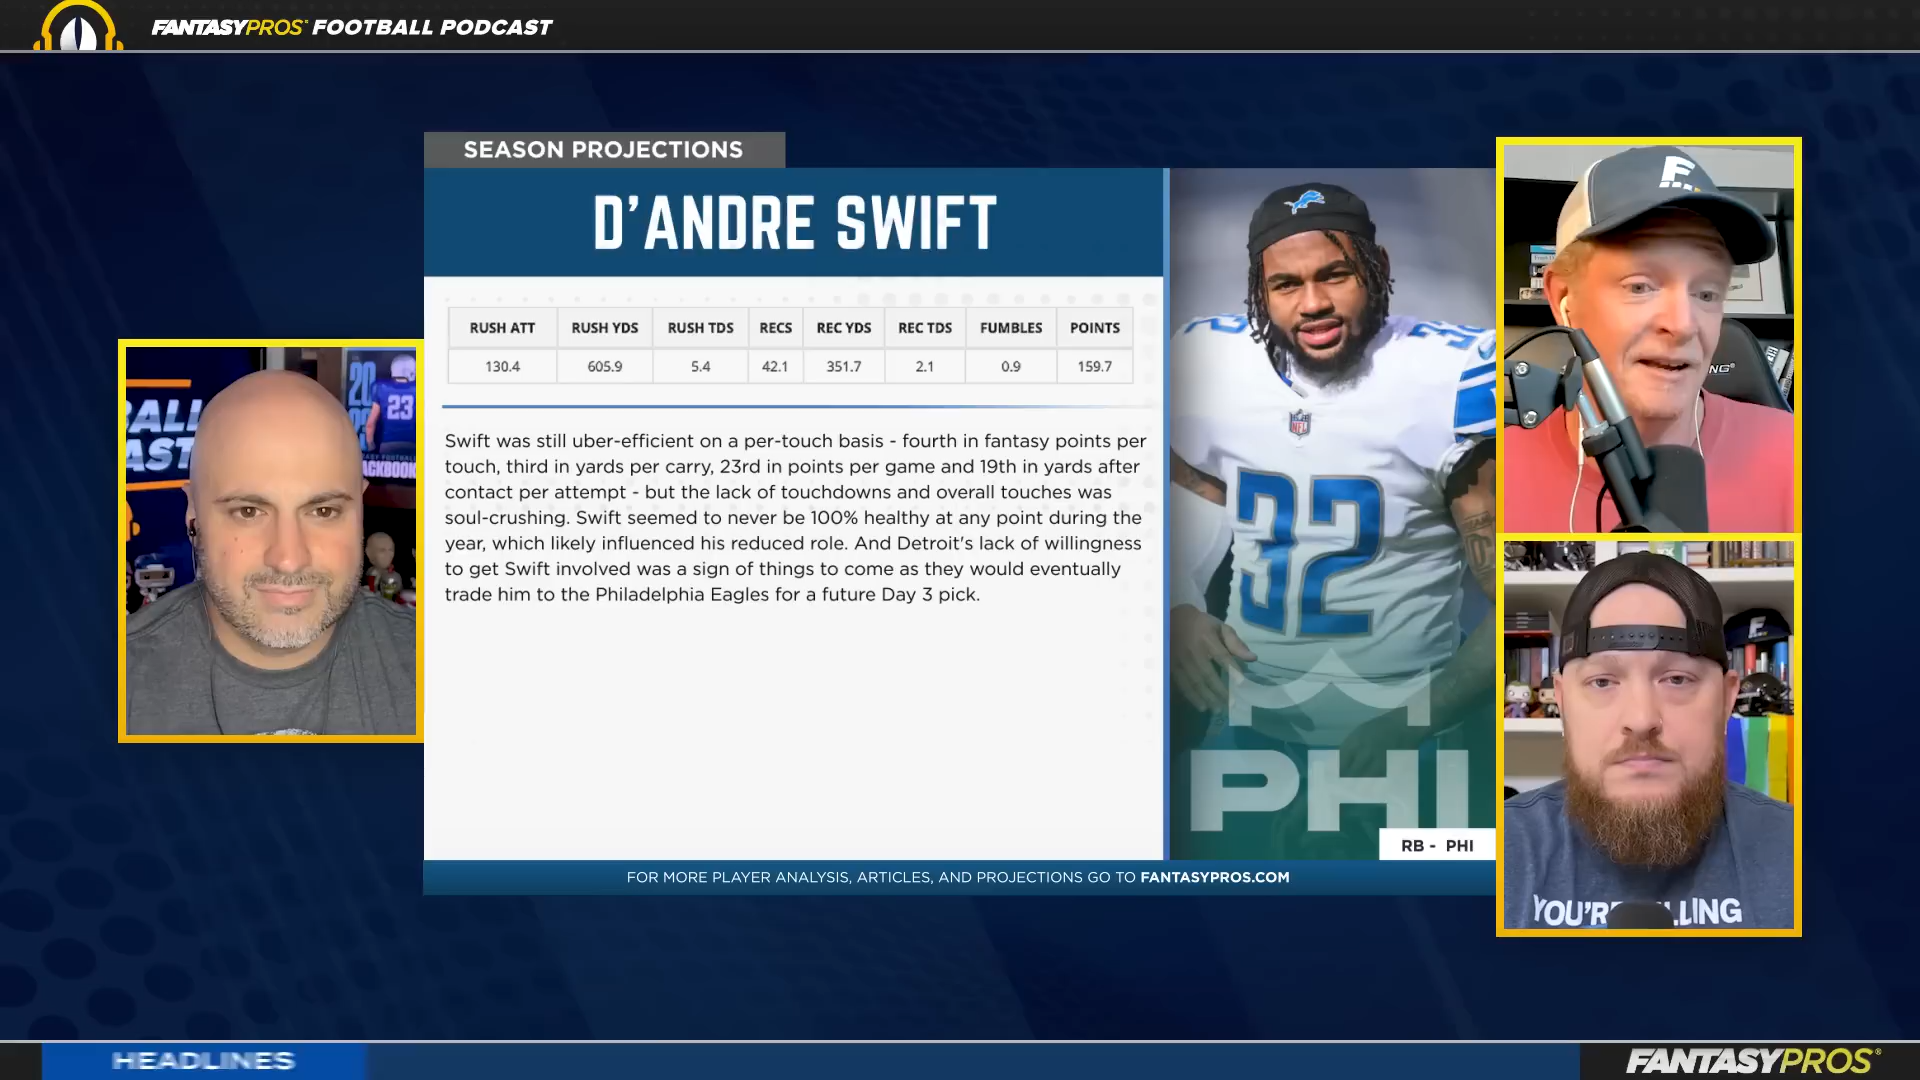 FANTASYPROS FOOTBALL PODCAST
SEASON PROJECTIONS
D'ANDRE SWIFT
RUSH ATT RUSH YDS RUSH TDS RECS REC YDS REC TDS FUMBLES POINTS
130.4 605.9 5.4 42.1 351.7 2.1 0.9 159.7
Swift was still uber-efficient on a per-touch basis - fourth in fantasy points per
touch, third in yards per carry, 23rd in points per game and 19th in yards after
contact per attempt - but the lack of touchdowns and overall touches was
soul-crushing. Swift seemed to never be 100% healthy at any point during the
year, which likely influenced his reduced role. And Detroit's lack of willingness
to get Swift involved was a sign of things to come as they would eventually
trade him to the Philadelphia Eagles for a future Day 3 pick.
32
NFL
PHI
RB - PHI
FOR MORE PLAYER ANALYSIS, ARTICLES, AND PROJECTIONS GO TO FANTASYPROS.COM
23
F
YOU'RE
HEADLINES
FANTASYPROS®